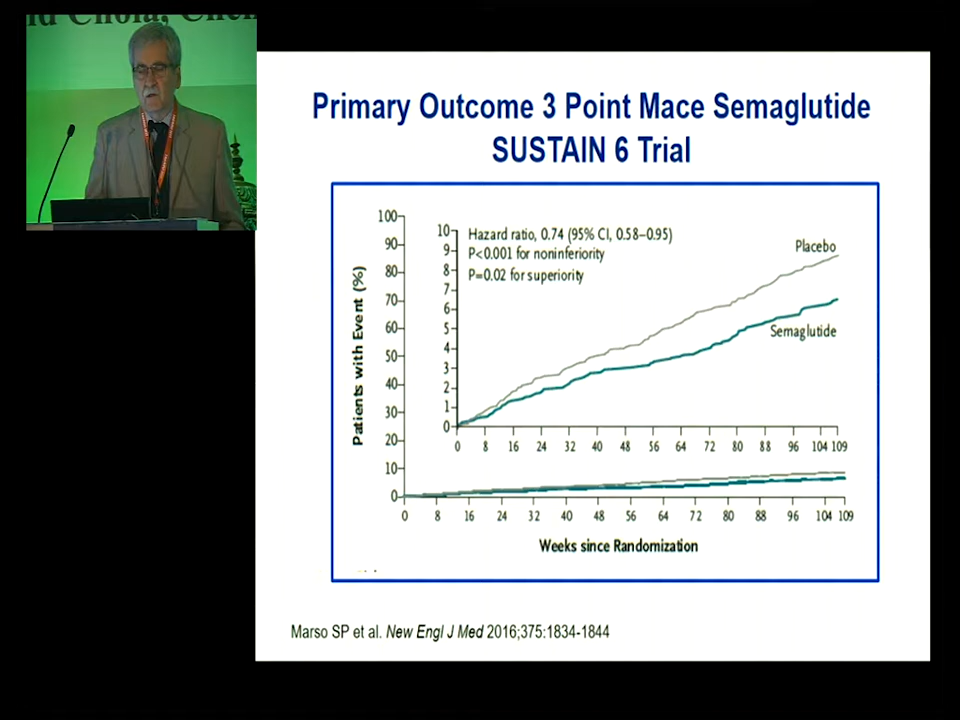 Primary Outcome 3 Point Mace Semaglutide
SUSTAIN 6 Trial
Patients with Event (%)
100
90
80
70
60
50
40
30
20
10
0
10
9
8
7
6
5
4
3
2
1
0
Hazard ratio, 0.74 (95% CI, 0.58–0.95)
P<0.001 for noninferiority
P=0.02 for superiority
Placebo
Semaglutide
0 8 16 24 32 40 48 56 64 72 80 88 96 104 109
0 8 16 24 32 40 48 56 64 72 80 88 96 104 109
Weeks since Randomization
Marso SP et al. New Engl J Med 2016;375:1834-1844